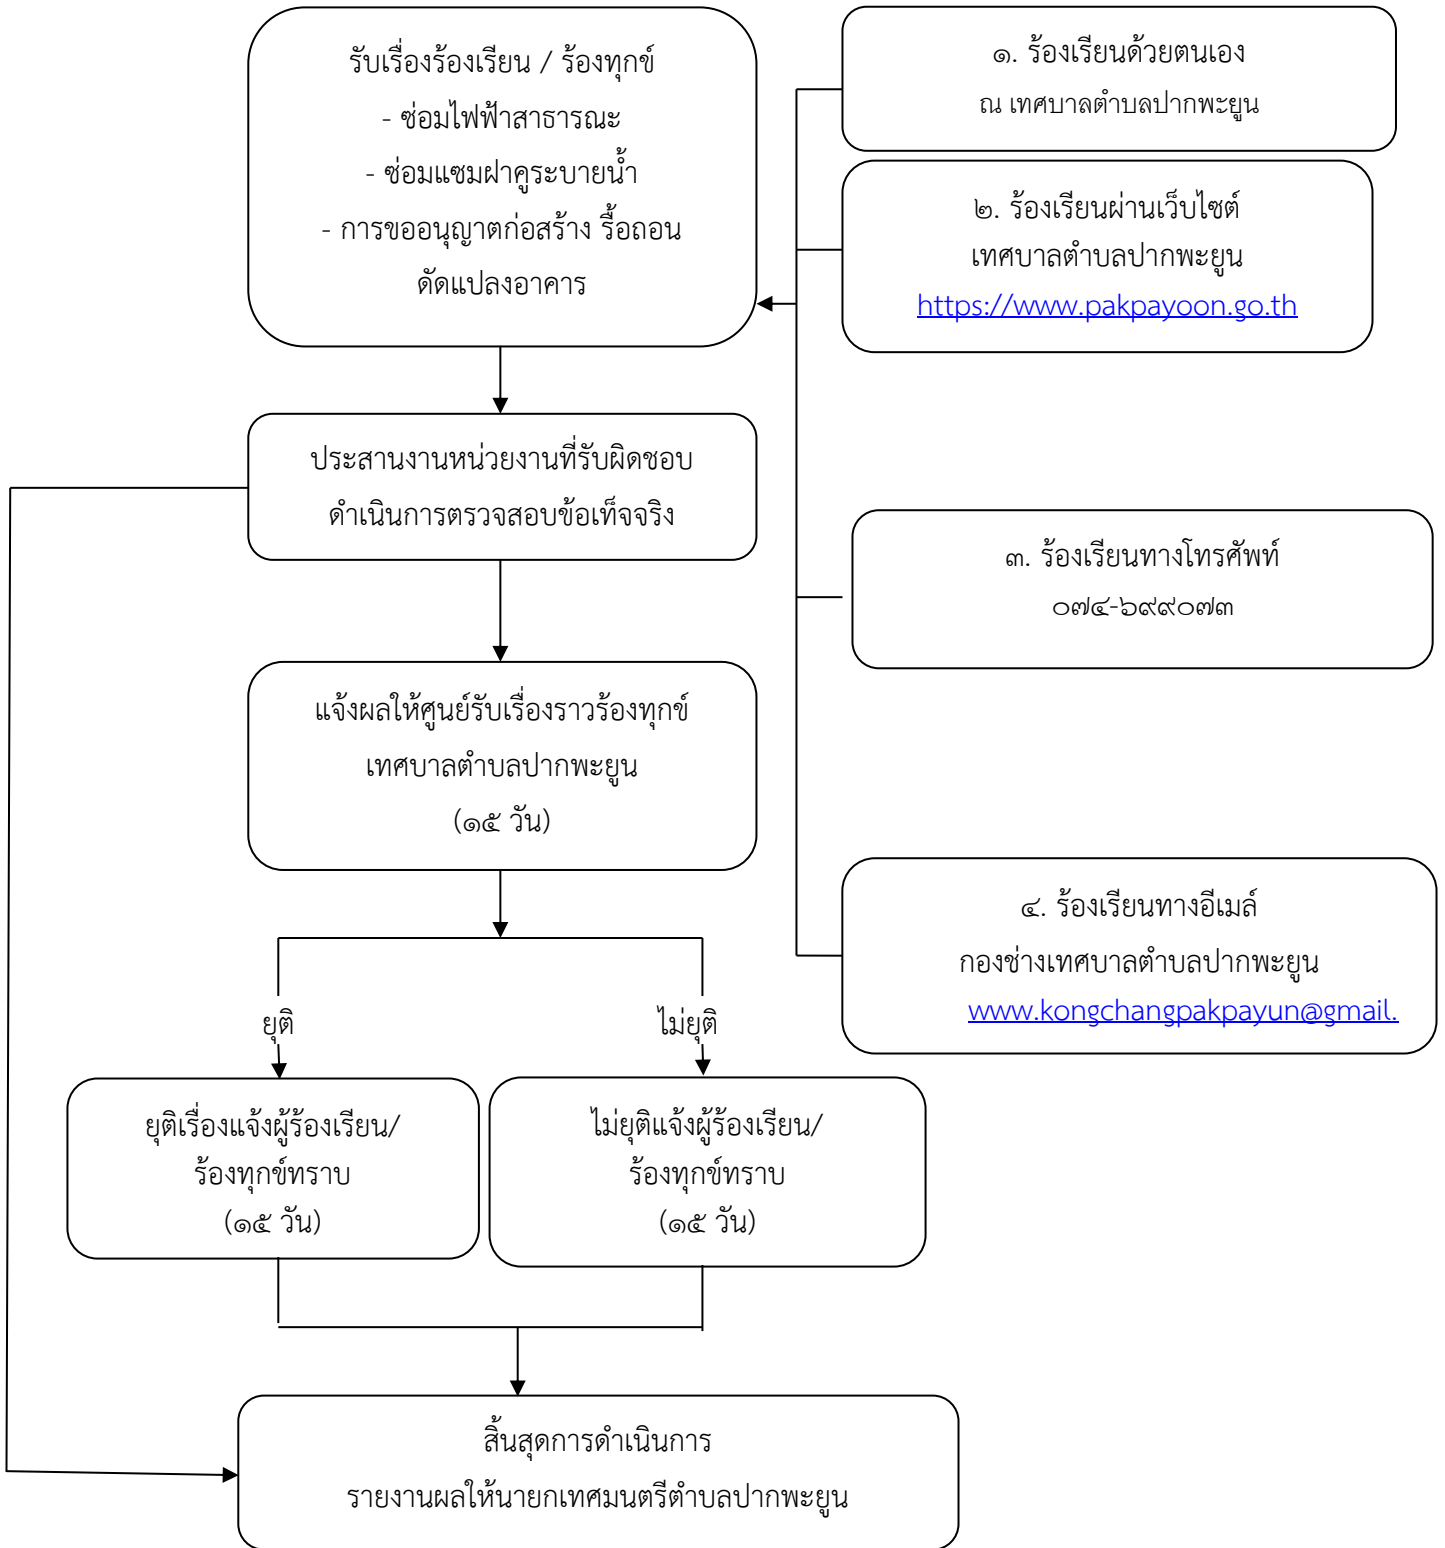 รับเรื่องร้องเรียน / ร้องทุกข์
- ซ่อมไฟฟ้าสาธารณะ
- ซ่อมแซมฝาคูระบายน้ำ
- การขออนุญาตก่อสร้าง รื้อถอน
ดัดแปลงอาคาร
๑. ร้องเรียนด้วยตนเอง
ณ เทศบาลตำบลปากพะยูน
๒. ร้องเรียนผ่านเว็บไซต์
เทศบาลตำบลปากพะยูน
https://www.pakpayoon.go.th
๓. ร้องเรียนทางโทรศัพท์
๐๗๔-๖๙๙๐๗๓
๔. ร้องเรียนทางอีเมล์
กองช่างเทศบาลตำบลปากพะยูน
www.kongchangpakpayun@gmail.
ประสานงานหน่วยงานที่รับผิดชอบ
ดำเนินการตรวจสอบข้อเท็จจริง
แจ้งผลให้ศูนย์รับเรื่องราวร้องทุกข์
เทศบาลตำบลปากพะยูน
(๑๕ วัน)
ยุติ
ไม่ยุติ
ยุติเรื่องแจ้งผู้ร้องเรียน/
ร้องทุกข์ทราบ
(๑๕ วัน)
ไม่ยุติแจ้งผู้ร้องเรียน/
ร้องทุกข์ทราบ
(๑๕ วัน)
สิ้นสุดการดำเนินการ
รายงานผลให้นายกเทศมนตรีตำบลปากพะยูน